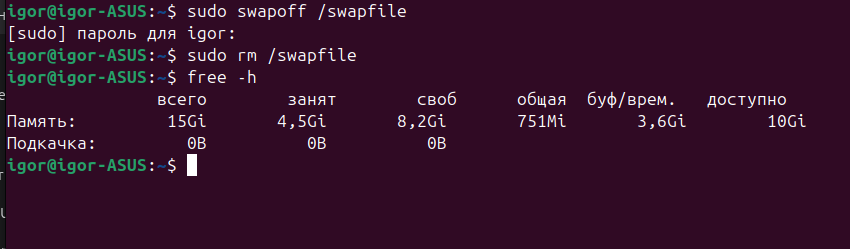 igor@igor-ASUS:~$ sudo swapoff /swapfile
[sudo] пароль для igor:
igor@igor-ASUS:~$ sudo rm /swapfile
igor@igor-ASUS:~$ free -h
всего занят своб общая буф/врем. доступно
Память: 15Gi 4,5Gi 8,2Gi 751Mi 3,6Gi 10Gi
Подкачка: 0B 0B 0B
igor@igor-ASUS:~$